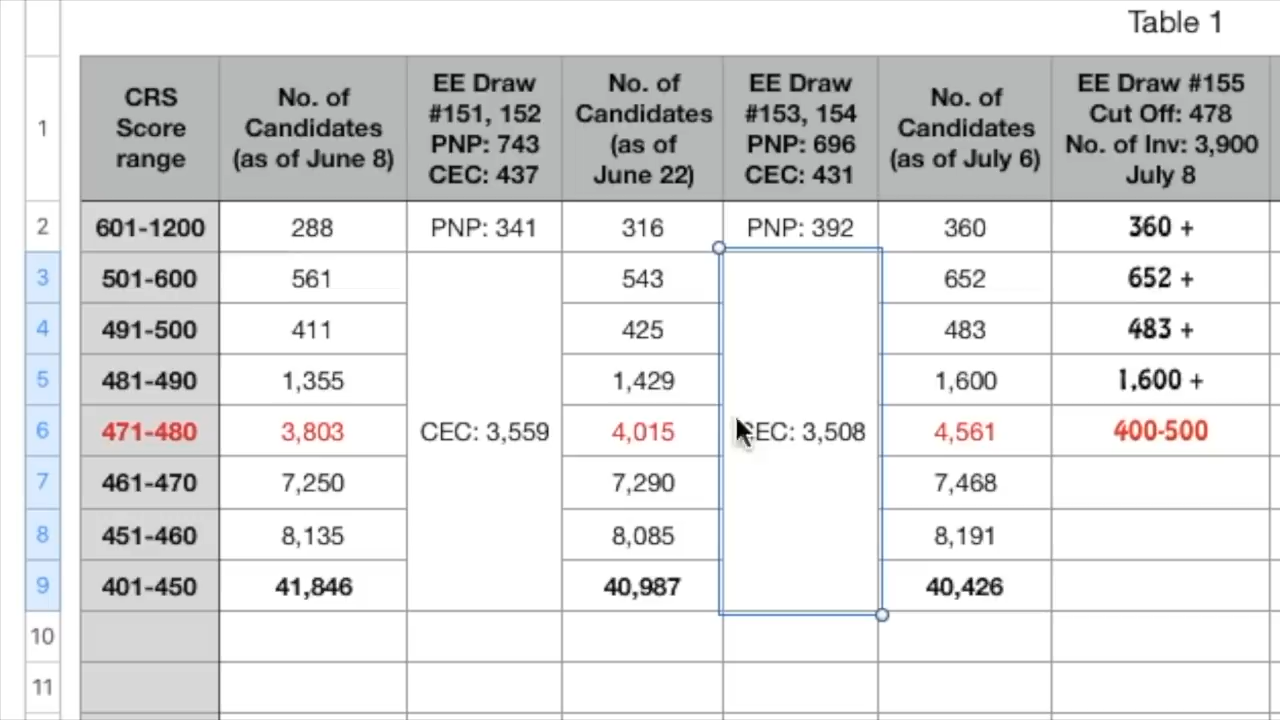 Table 1
1
CRS Score range
No. of Candidates (as of June 8)
EE Draw #151, 152 PNP: 743 CEC: 437
No. of Candidates (as of June 22)
EE Draw #153, 154 PNP: 696 CEC: 431
No. of Candidates (as of July 6)
EE Draw #155 Cut Off: 478 No. of Inv: 3,900 July 8
2 601-1200 288 PNP: 341 316 PNP: 392 360 360 +
3 501-600 561 543 652 652 +
4 491-500 411 425 483 483 +
5 481-490 1,355 1,429 1,600 1,600 +
6 471-480 3,803 CEC: 3,559 4,015 EC: 3,508 4,561 400-500
7 461-470 7,250 7,290 7,468
8 451-460 8,135 8,085 8,191
9 401-450 41,846 40,987 40,426
10
11